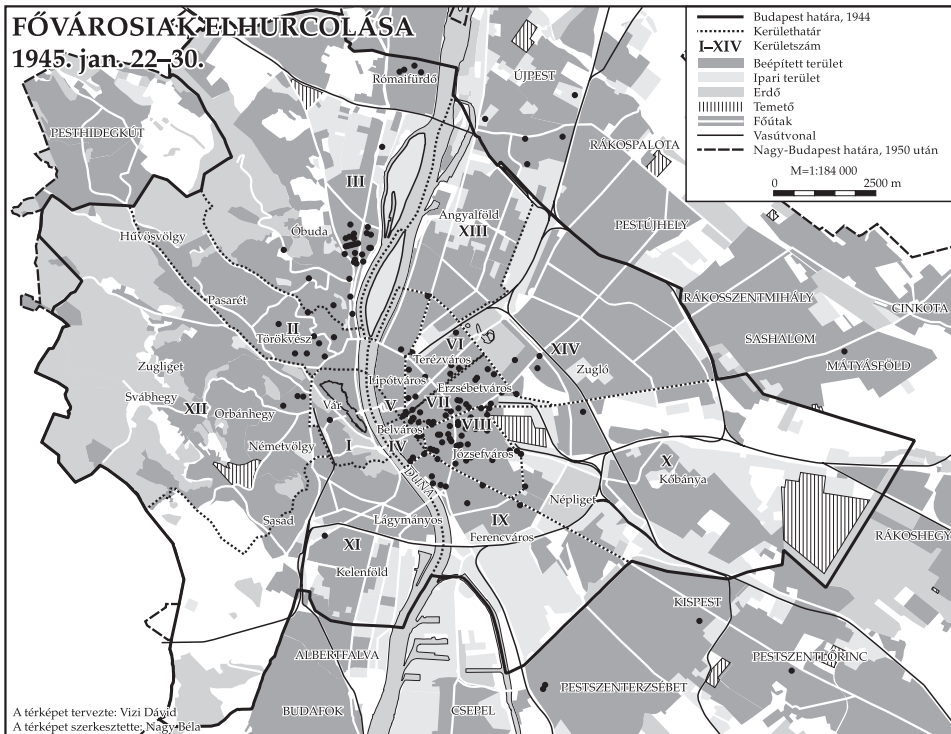 FŐVÁROSIAK ELHURCOLÁSA
1945. jan. 22–30.
Budapest határa, 1944
Kerülethatár
I–XIV Kerületszám
Beépített terület
Ipari terület
Erdő
Temető
Főútak
Vasútvonal
Nagy-Budapest határa, 1950 után
M=1:184 000
0 2500 m
Rómaifürdő
ÚJPEST
PESTHIDEGKÚT
RÁKOSPALOTA
III
Angyalföld
XIII
PESTÚJHELY
Óbuda
Hűvösvölgy
RÁKOSSZENTMIHÁLY
CINKOTA
Pasarét
II
Törökvész
VI
Terézváros
XIV
Zugló
SASHALOM
MÁTYÁSFÖLD
Zugliget
Lipótváros
Erzsébetváros
Svábhegy
XII
Orbánhegy
Vár
V
VII
Belváros
VIII
Németvölgy
I
IV
Józsefváros
X
Kőbánya
DUNA
Népliget
Sasad
Lágymányos
IX
Ferencváros
RÁKOSHEGY
XI
Kelenföld
KISPEST
ALBERTFALVA
PESTSZENTLŐRINC
PESTSZENTERZSÉBET
BUDAFOK
CSEPEL
A térképet tervezte: Vizi Dávid
A térképet szerkesztette: Nagy Béla